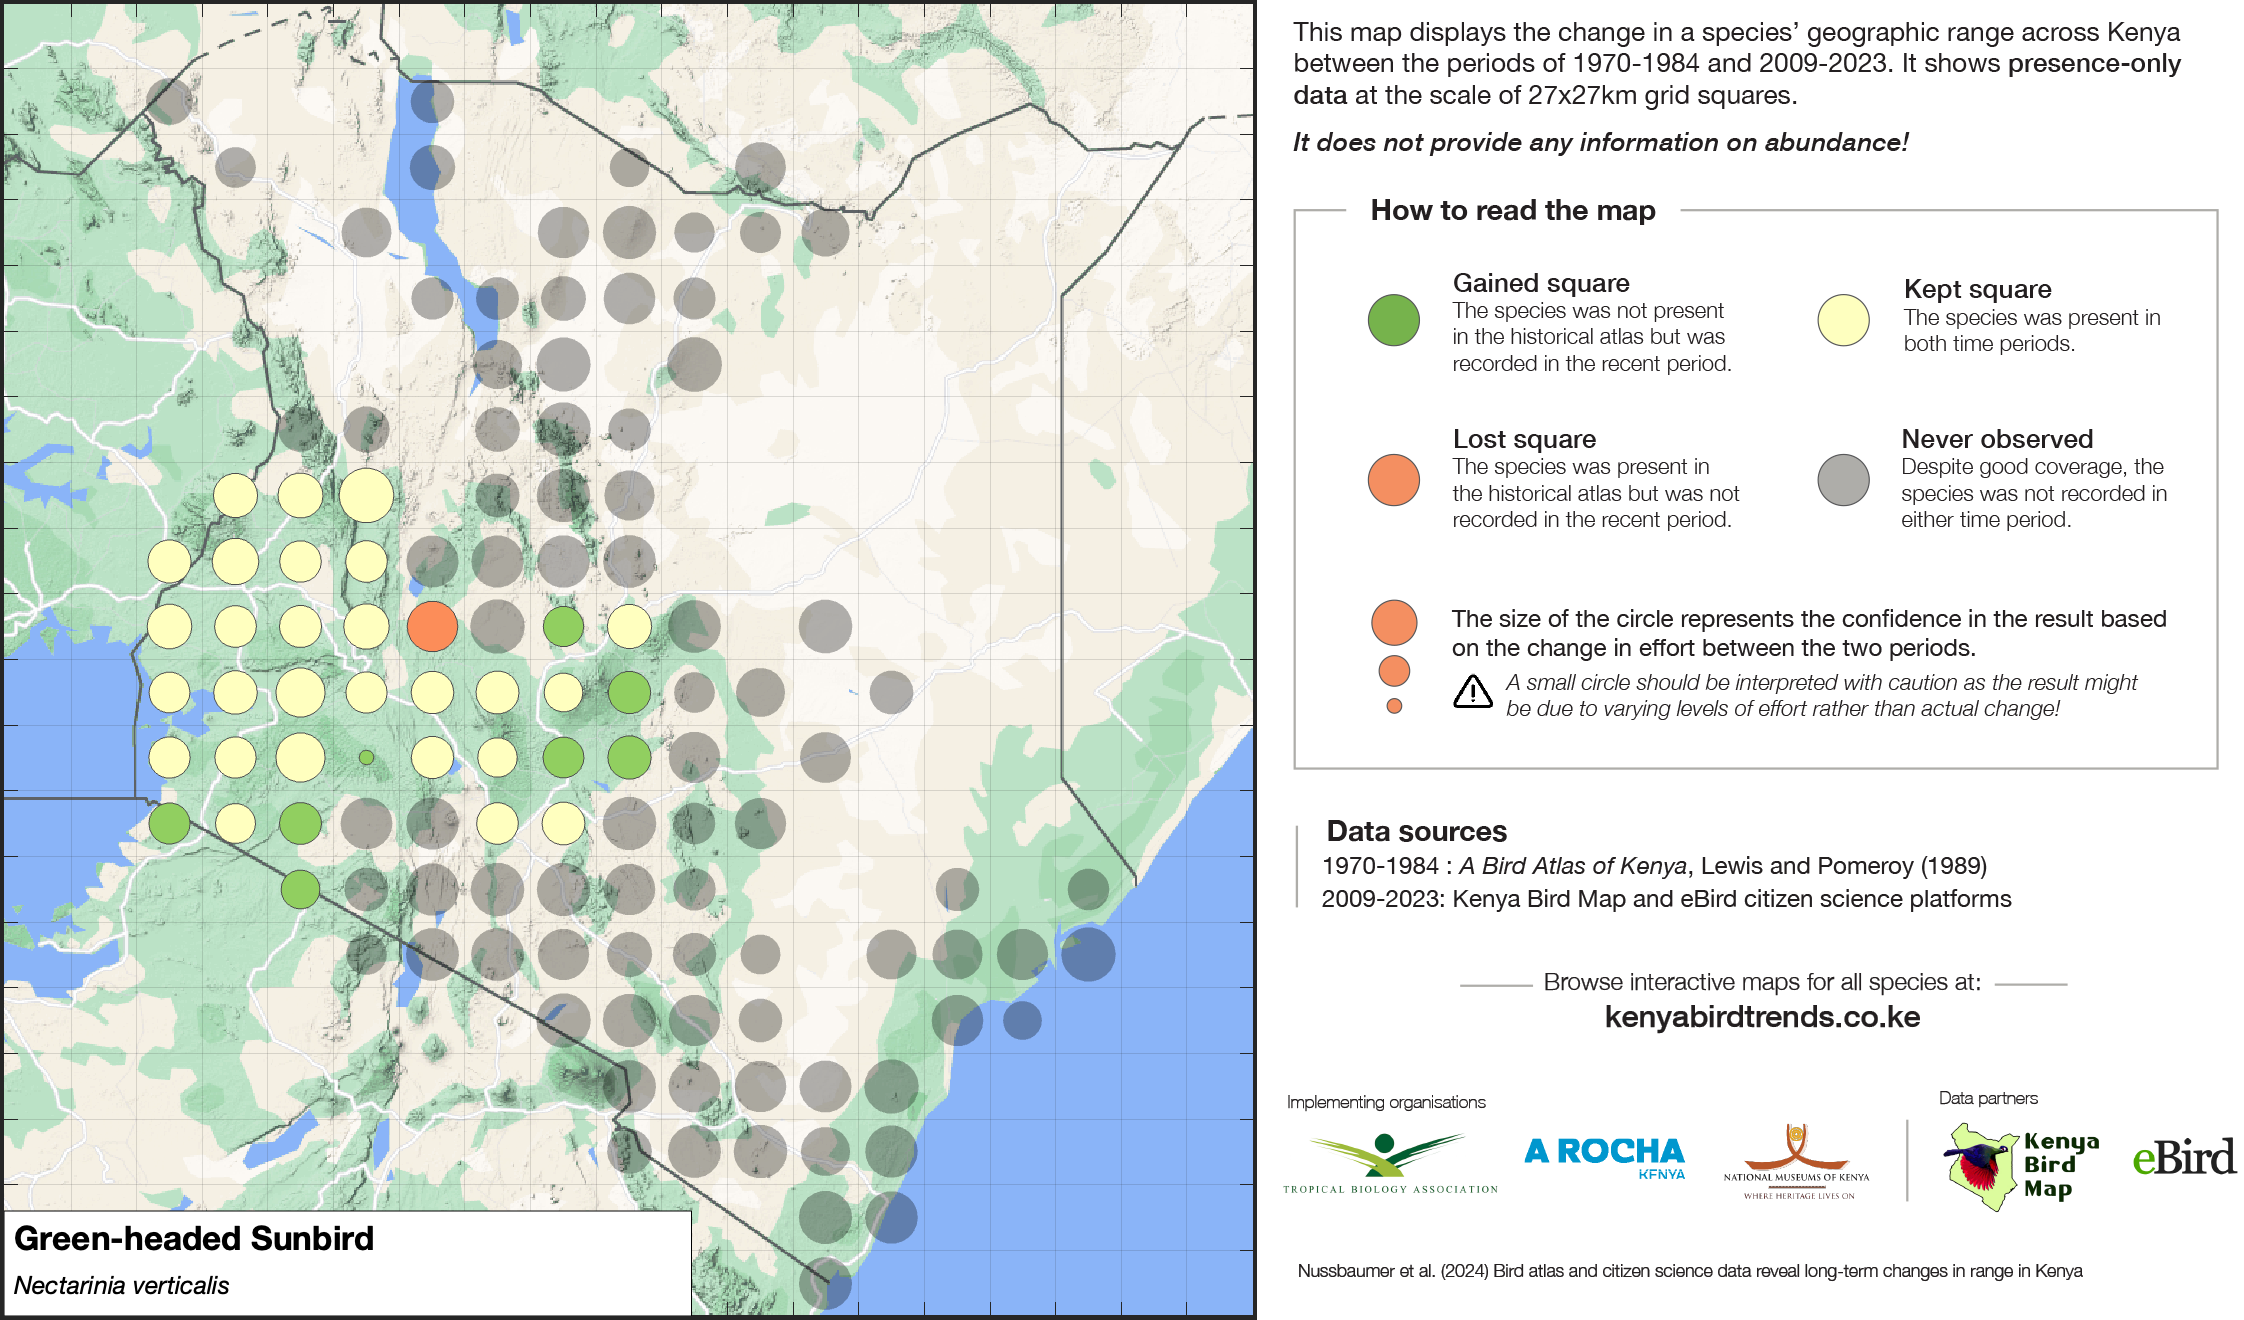 This map displays the change in a species’ geographic range across Kenya
between the periods of 1970-1984 and 2009-2023. It shows presence-only
data at the scale of 27x27km grid squares.
It does not provide any information on abundance!
How to read the map
Gained square
The species was not present
in the historical atlas but was
recorded in the recent period.
Kept square
The species was present in
both time periods.
Lost square
The species was present in
the historical atlas but was not
recorded in the recent period.
Never observed
Despite good coverage, the
species was not recorded in
either time period.
The size of the circle represents the confidence in the result based
on the change in effort between the two periods.
A small circle should be interpreted with caution as the result might
be due to varying levels of effort rather than actual change!
Data sources
1970-1984 : A Bird Atlas of Kenya, Lewis and Pomeroy (1989)
2009-2023: Kenya Bird Map and eBird citizen science platforms
Browse interactive maps for all species at:
kenyabirdtrends.co.ke
Implementing organisations
Data partners
TROPICAL BIOLOGY ASSOCIATION
A ROCHA
KENYA
NATIONAL MUSEUMS OF KENYA
WHERE HERITAGE LIVES ON
Kenya
Bird
Map
eBird
Green-headed Sunbird
Nectarinia verticalis
Nussbaumer et al. (2024) Bird atlas and citizen science data reveal long-term changes in range in Kenya